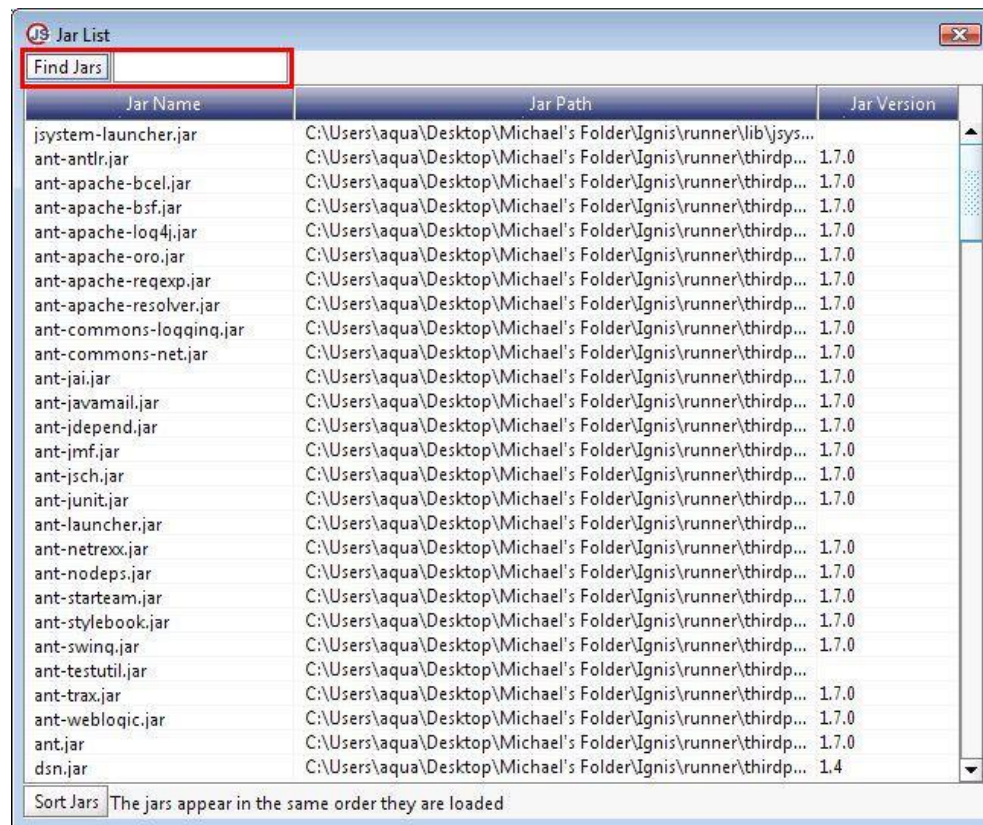 JS Jar List
Find Jars
Jar Name Jar Path Jar Version
jsystem-launcher.jar C:\Users\aqua\Desktop\Michael's Folder\Ignis\runner\lib\jsys...
ant-antlr.jar C:\Users\aqua\Desktop\Michael's Folder\Ignis\runner\thirdp... 1.7.0
ant-apache-bcel.jar C:\Users\aqua\Desktop\Michael's Folder\Ignis\runner\thirdp... 1.7.0
ant-apache-bsf.jar C:\Users\aqua\Desktop\Michael's Folder\Ignis\runner\thirdp... 1.7.0
ant-apache-log4j.jar C:\Users\aqua\Desktop\Michael's Folder\Ignis\runner\thirdp... 1.7.0
ant-apache-oro.jar C:\Users\aqua\Desktop\Michael's Folder\Ignis\runner\thirdp... 1.7.0
ant-apache-regexp.jar C:\Users\aqua\Desktop\Michael's Folder\Ignis\runner\thirdp... 1.7.0
ant-apache-resolver.jar C:\Users\aqua\Desktop\Michael's Folder\Ignis\runner\thirdp... 1.7.0
ant-commons-logging.jar C:\Users\aqua\Desktop\Michael's Folder\Ignis\runner\thirdp... 1.7.0
ant-commons-net.jar C:\Users\aqua\Desktop\Michael's Folder\Ignis\runner\thirdp... 1.7.0
ant-jai.jar C:\Users\aqua\Desktop\Michael's Folder\Ignis\runner\thirdp... 1.7.0
ant-javamail.jar C:\Users\aqua\Desktop\Michael's Folder\Ignis\runner\thirdp... 1.7.0
ant-jdepend.jar C:\Users\aqua\Desktop\Michael's Folder\Ignis\runner\thirdp... 1.7.0
ant-jmf.jar C:\Users\aqua\Desktop\Michael's Folder\Ignis\runner\thirdp... 1.7.0
ant-jsch.jar C:\Users\aqua\Desktop\Michael's Folder\Ignis\runner\thirdp... 1.7.0
ant-junit.jar C:\Users\aqua\Desktop\Michael's Folder\Ignis\runner\thirdp... 1.7.0
ant-launcher.jar C:\Users\aqua\Desktop\Michael's Folder\Ignis\runner\thirdp...
ant-netrexx.jar C:\Users\aqua\Desktop\Michael's Folder\Ignis\runner\thirdp... 1.7.0
ant-nodeps.jar C:\Users\aqua\Desktop\Michael's Folder\Ignis\runner\thirdp... 1.7.0
ant-starteam.jar C:\Users\aqua\Desktop\Michael's Folder\Ignis\runner\thirdp... 1.7.0
ant-stylebook.jar C:\Users\aqua\Desktop\Michael's Folder\Ignis\runner\thirdp... 1.7.0
ant-swing.jar C:\Users\aqua\Desktop\Michael's Folder\Ignis\runner\thirdp... 1.7.0
ant-testutil.jar C:\Users\aqua\Desktop\Michael's Folder\Ignis\runner\thirdp...
ant-trax.jar C:\Users\aqua\Desktop\Michael's Folder\Ignis\runner\thirdp... 1.7.0
ant-weblogic.jar C:\Users\aqua\Desktop\Michael's Folder\Ignis\runner\thirdp... 1.7.0
ant.jar C:\Users\aqua\Desktop\Michael's Folder\Ignis\runner\thirdp... 1.7.0
dsn.jar C:\Users\aqua\Desktop\Michael's Folder\Ignis\runner\thirdp... 1.4
Sort Jars The jars appear in the same order they are loaded